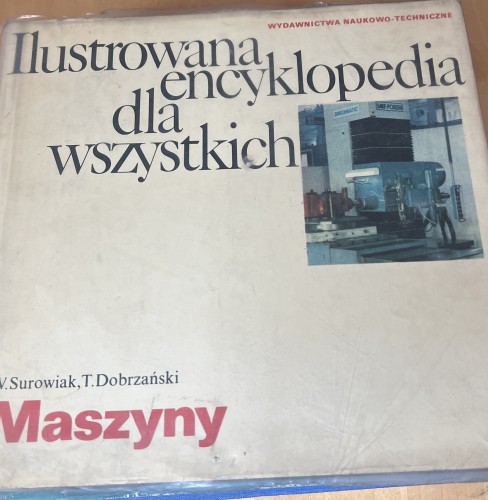 WYDAWNICTWA NAUKOWO-TECHNICZNE
Ilustrowana
encyklopedia
dla
wszystkich
W.Surowiak, T.Dobrzański
Maszyny